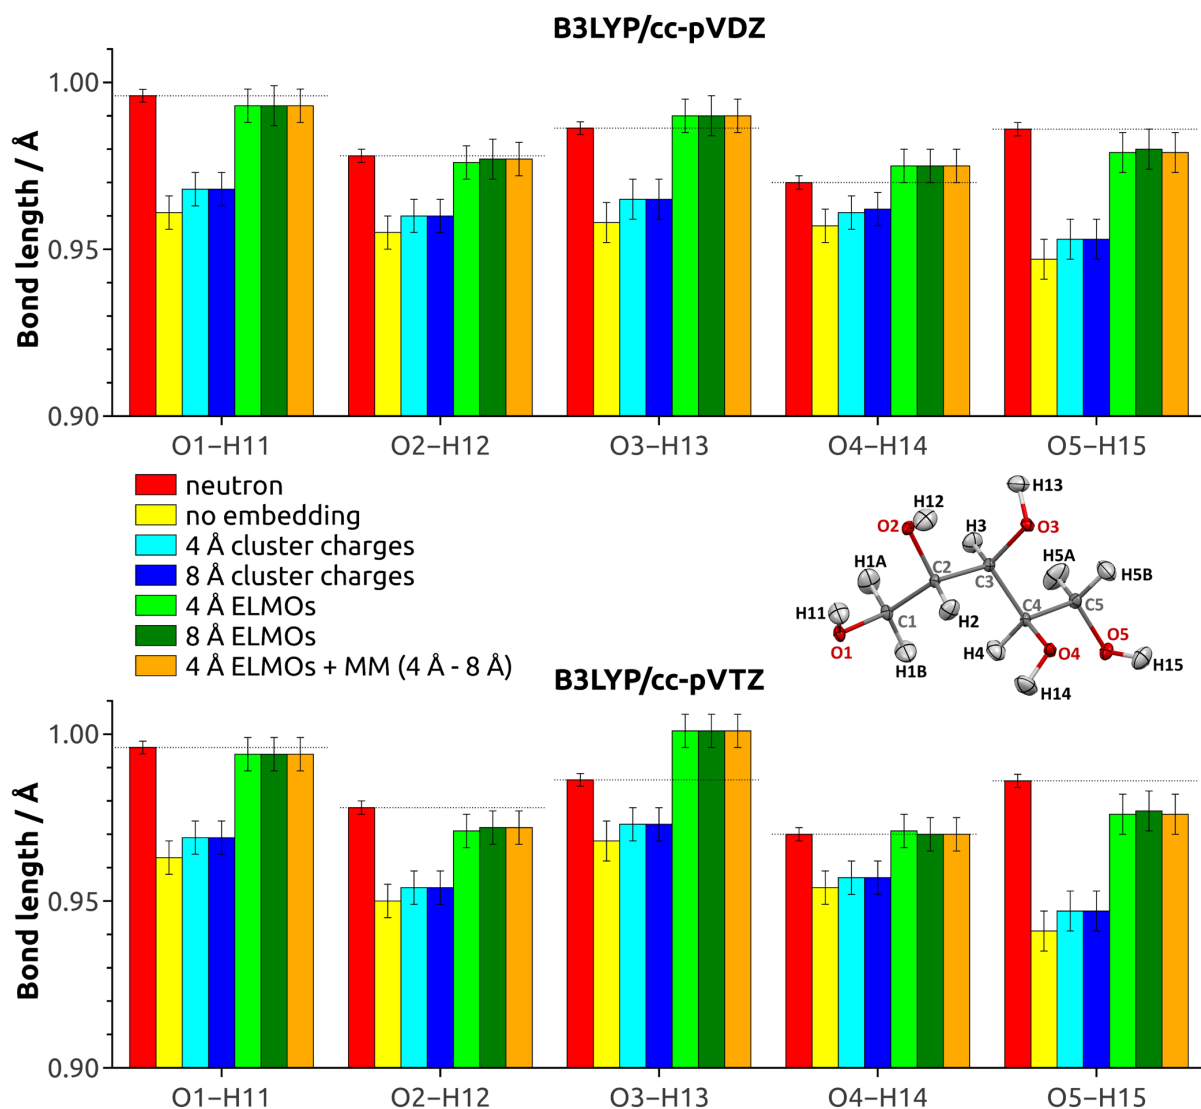 B3LYP/cc-pVDZ
Bond length / Å
1.00
0.95
0.90
O1–H11 O2–H12 O3–H13 O4–H14 O5–H15
neutron
no embedding
4 Å cluster charges
8 Å cluster charges
4 Å ELMOs
8 Å ELMOs
4 Å ELMOs + MM (4 Å - 8 Å)
H13
H12
O2 H3 O3
H1A C2 C3 H5A H5B
H11 C1 H2 C4 C5
O1 H1B H4 O4 O5 H15
H14
B3LYP/cc-pVTZ
Bond length / Å
1.00
0.95
0.90
O1–H11 O2–H12 O3–H13 O4–H14 O5–H15